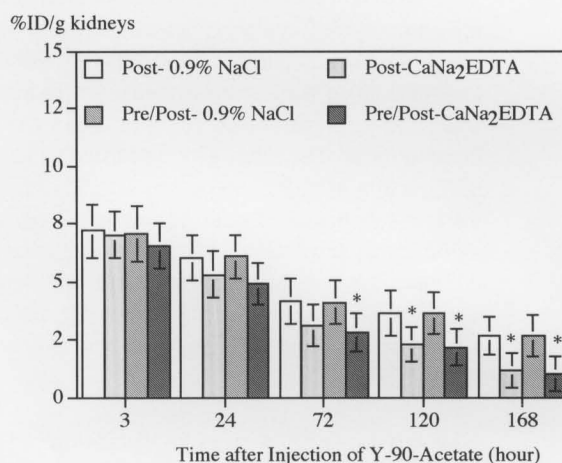 %ID/g kidneys
15
Post- 0.9% NaCl Post-CaNa₂EDTA
12
Pre/Post- 0.9% NaCl Pre/Post-CaNa₂EDTA
10
8
5
* * * * *
2
0
3 24 72 120 168
Time after Injection of Y-90-Acetate (hour)